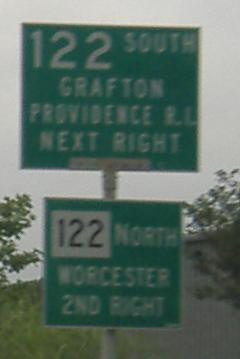 122 SOUTH
GRAFTON
PROVIDENCE R.I.
NEXT RIGHT
122 NORTH
WORCESTER
2ND RIGHT